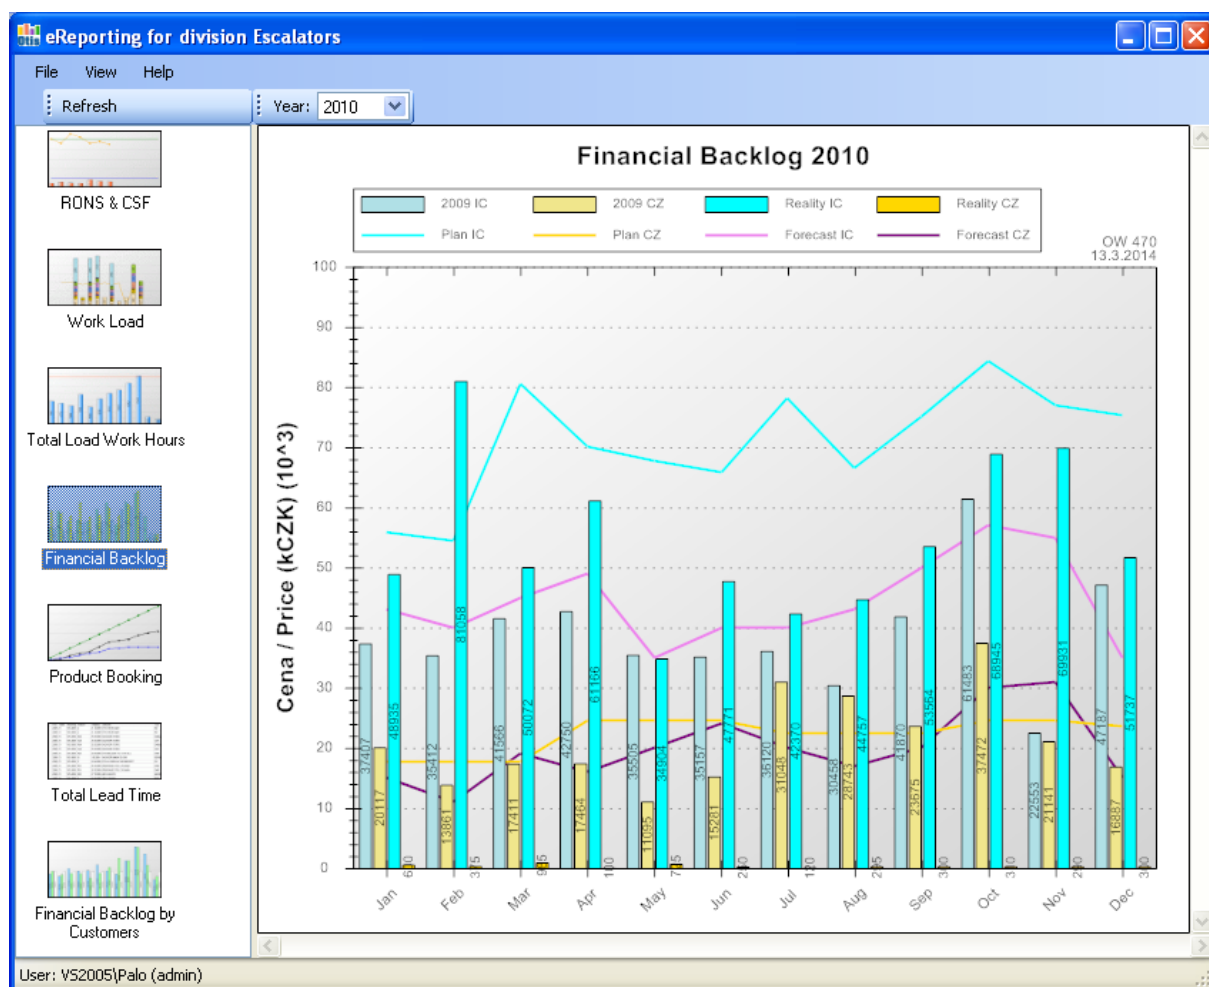 Otis eReporting for division Escalators
File View Help
Refresh Year: 2010
RONS & CSF
Work Load
Total Load Work Hours
Financial Backlog
Product Booking
Total Lead Time
Financial Backlog by
Customers
Financial Backlog 2010
2009 IC 2009 CZ Reality IC Reality CZ
Plan IC Plan CZ Forecast IC Forecast CZ
OW 470
13.3.2014
Cena / Price (kCZK) (10^3)
100
90
80
70
60
50
40
30
20
10
0
37407 20117 48935
35412 13861 81058
41566 17411 50072
42750 17464 61166
35505 11095 34904
35157 15281 47771
36120 31048 42370
30458 28743 44757
41870 23675 53564
61483 37472 68945
22553 21141 69931
47187 16887 51737
Jan Feb Mar Apr May Jun Jul Aug Sep Oct Nov Dec
User: VS2005\Palo (admin)